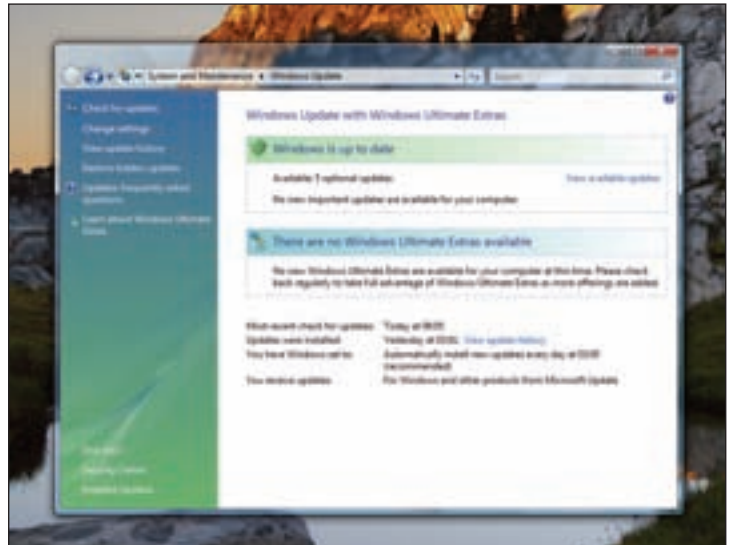 System and Maintenance Windows Update
Check for updates
Change settings
View update history
Restore hidden updates
Updates: frequently asked
questions
Learn about Windows Ultimate
Extras
Windows Update with Windows Ultimate Extras
Windows is up to date
Available: optional updates
View available updates
No new important updates are available for your computer.
There are no Windows Ultimate Extras available
No new Windows Ultimate Extras are available for your computer at this time. Please check
back regularly to take full advantage of Windows Ultimate Extras as more offerings are added.
Most recent check for updates: Today at
Updates were installed: Yesterday at View update history
You have Windows set to: Automatically install new updates every day at
(recommended)
You receive updates: For Windows and other products from Microsoft Update
See also
Security Center
Installed Updates